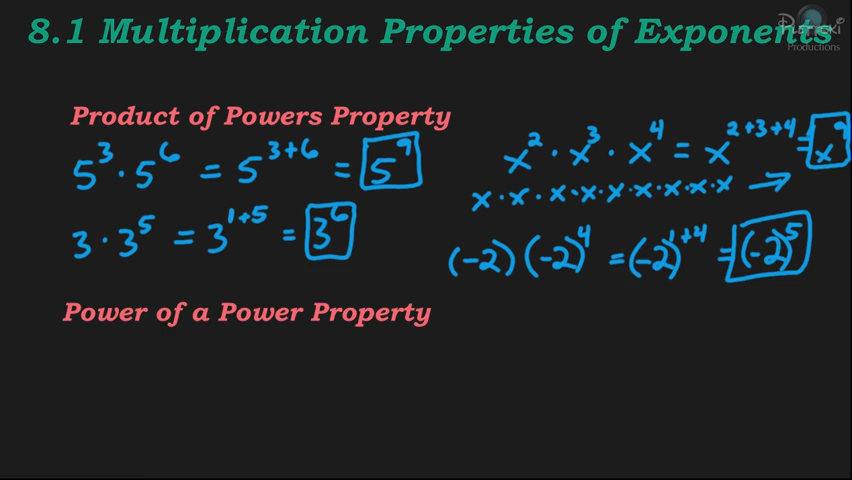 8.1 Multiplication Properties of Exponents
Productions
Product of Powers Property
5³ · 5⁶ = 5³⁺⁶ = 5⁹
3 · 3⁵ = 3¹⁺⁵ = 3⁶
x² · x³ · x⁴ = x²⁺³⁺⁴ = x⁹
x · x · x · x · x · x · x · x · x →
(-2)(-2)⁴ = (-2)¹⁺⁴ = (-2)⁵
Power of a Power Property